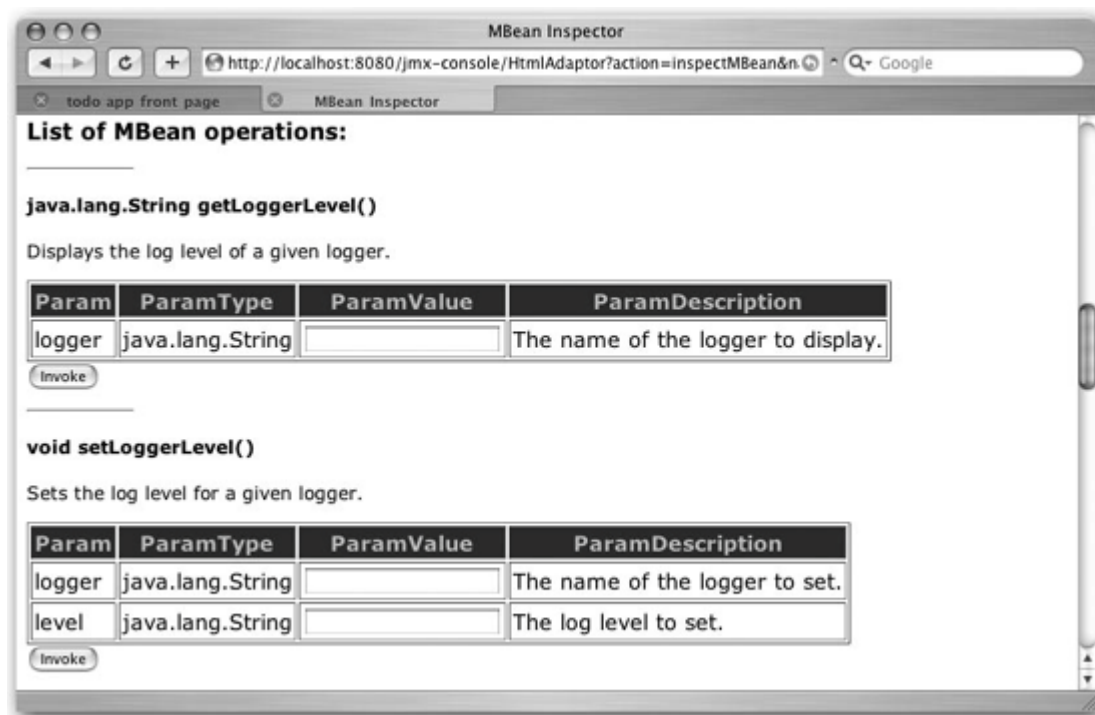 MBean Inspector
http://localhost:8080/jmx-console/HtmlAdaptor?action=inspectMBean&n
Google
todo app front page
MBean Inspector
List of MBean operations:
java.lang.String getLoggerLevel()
Displays the log level of a given logger.
Param ParamType ParamValue ParamDescription
logger java.lang.String The name of the logger to display.
Invoke
void setLoggerLevel()
Sets the log level for a given logger.
Param ParamType ParamValue ParamDescription
logger java.lang.String The name of the logger to set.
level java.lang.String The log level to set.
Invoke